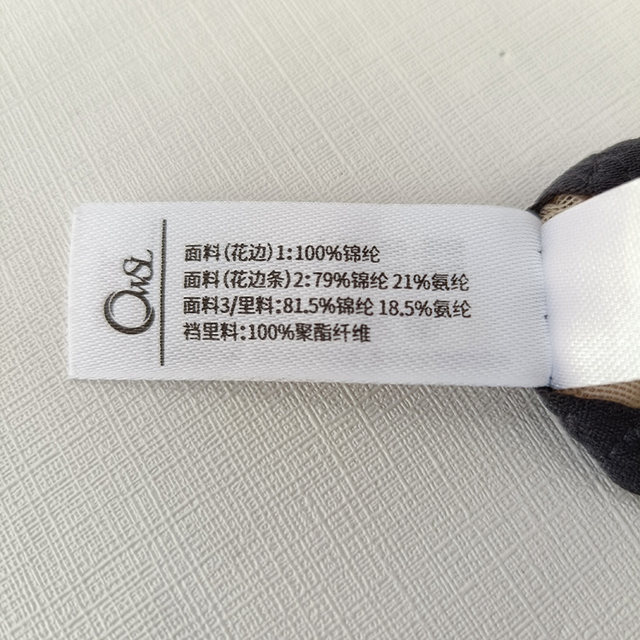 面料(花边)1:100%锦纶
面料(花边条)2:79%锦纶 21%氨纶
面料3/里料:81.5%锦纶 18.5%氨纶
裆里料:100%聚酯纤维